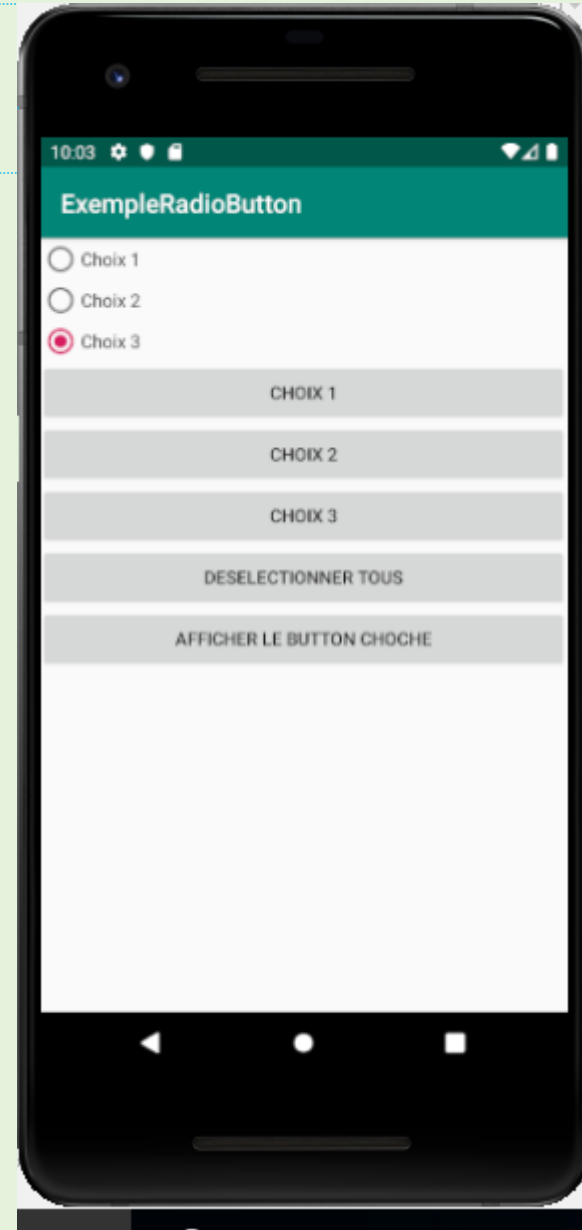 10:03
ExempleRadioButton
Choix 1
Choix 2
Choix 3
CHOIX 1
CHOIX 2
CHOIX 3
DESELECTIONNER TOUS
AFFICHER LE BUTTON CHOCHE